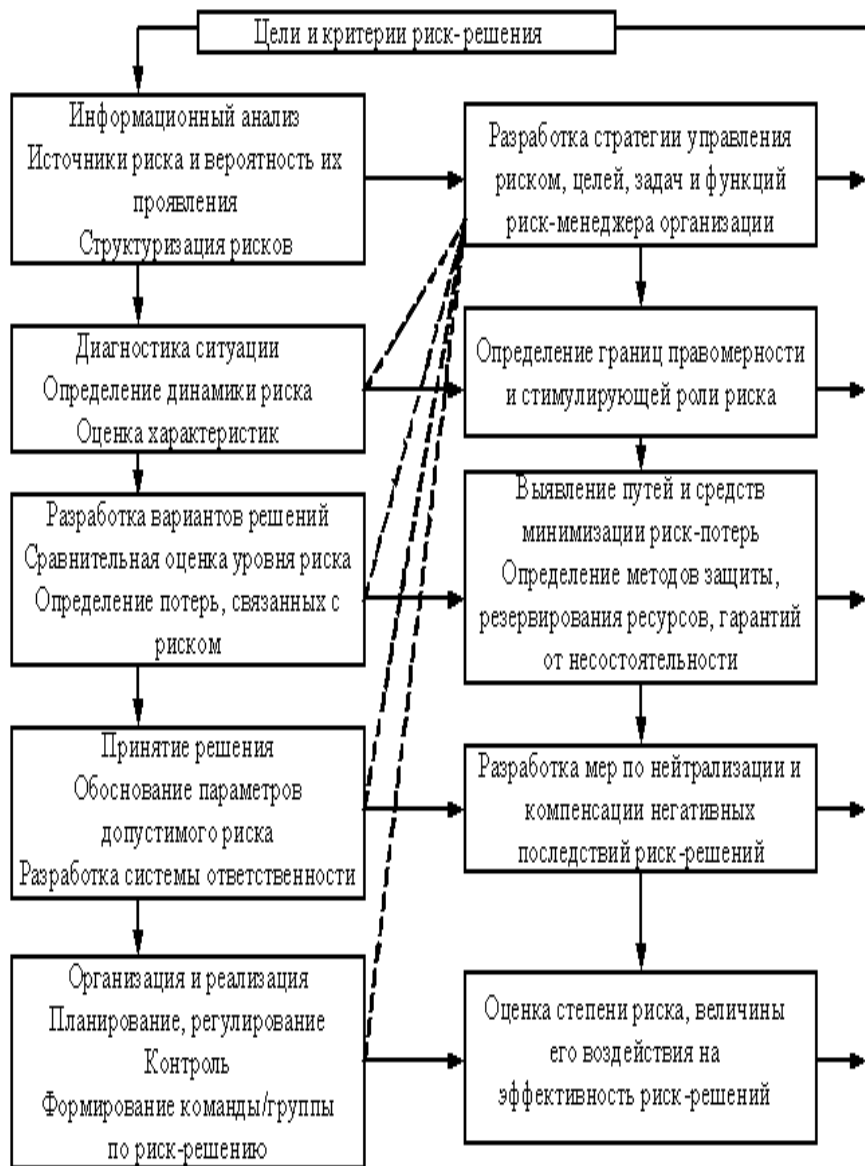 Цели и критерии риск-решения
Информационный анализ
Источники риска и вероятность их
проявления
Структуризация рисков
Разработка стратегии управления
риском, целей, задач и функций
риск-менеджера организации
Диагностика ситуации
Определение динамики риска
Оценка характеристик
Определение границ правомерности
и стимулирующей роли риска
Разработка вариантов решений
Сравнительная оценка уровня риска
Определение потерь, связанных с
риском
Выявление путей и средств
минимизации риск-потерь
Определение методов защиты,
резервирования ресурсов, гарантий
от несостоятельности
Принятие решения
Обоснование параметров
допустимого риска
Разработка системы ответственности
Разработка мер по нейтрализации и
компенсации негативных
последствий риск-решений
Организация и реализация
Планирование, регулирование
Контроль
Формирование команды/группы
по риск-решению
Оценка степени риска, величины
его воздействия на
эффективность риск-решений